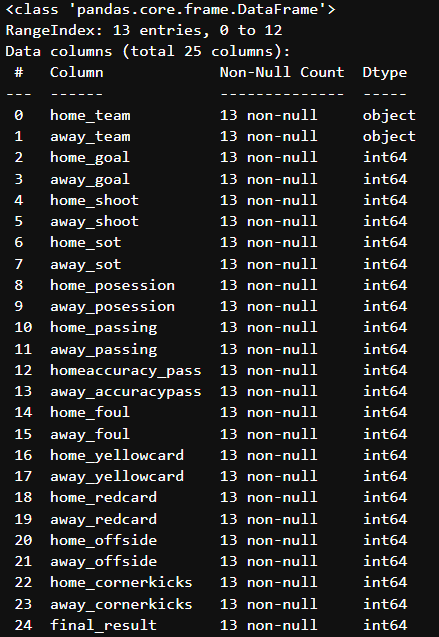 <class 'pandas.core.frame.DataFrame'>
RangeIndex: 13 entries, 0 to 12
Data columns (total 25 columns):
 #   Column             Non-Null Count  Dtype
---  ------             --------------  -----
 0   home_team          13 non-null     object
 1   away_team          13 non-null     object
 2   home_goal          13 non-null     int64
 3   away_goal          13 non-null     int64
 4   home_shoot         13 non-null     int64
 5   away_shoot         13 non-null     int64
 6   home_sot           13 non-null     int64
 7   away_sot           13 non-null     int64
 8   home_posession     13 non-null     int64
 9   away_posession     13 non-null     int64
 10  home_passing       13 non-null     int64
 11  away_passing       13 non-null     int64
 12  homeaccuracy_pass  13 non-null     int64
 13  away_accuracypass  13 non-null     int64
 14  home_foul          13 non-null     int64
 15  away_foul          13 non-null     int64
 16  home_yellowcard    13 non-null     int64
 17  away_yellowcard    13 non-null     int64
 18  home_redcard       13 non-null     int64
 19  away_redcard       13 non-null     int64
 20  home_offside       13 non-null     int64
 21  away_offside       13 non-null     int64
 22  home_cornerkicks   13 non-null     int64
 23  away_cornerkicks   13 non-null     int64
 24  final_result       13 non-null     int64